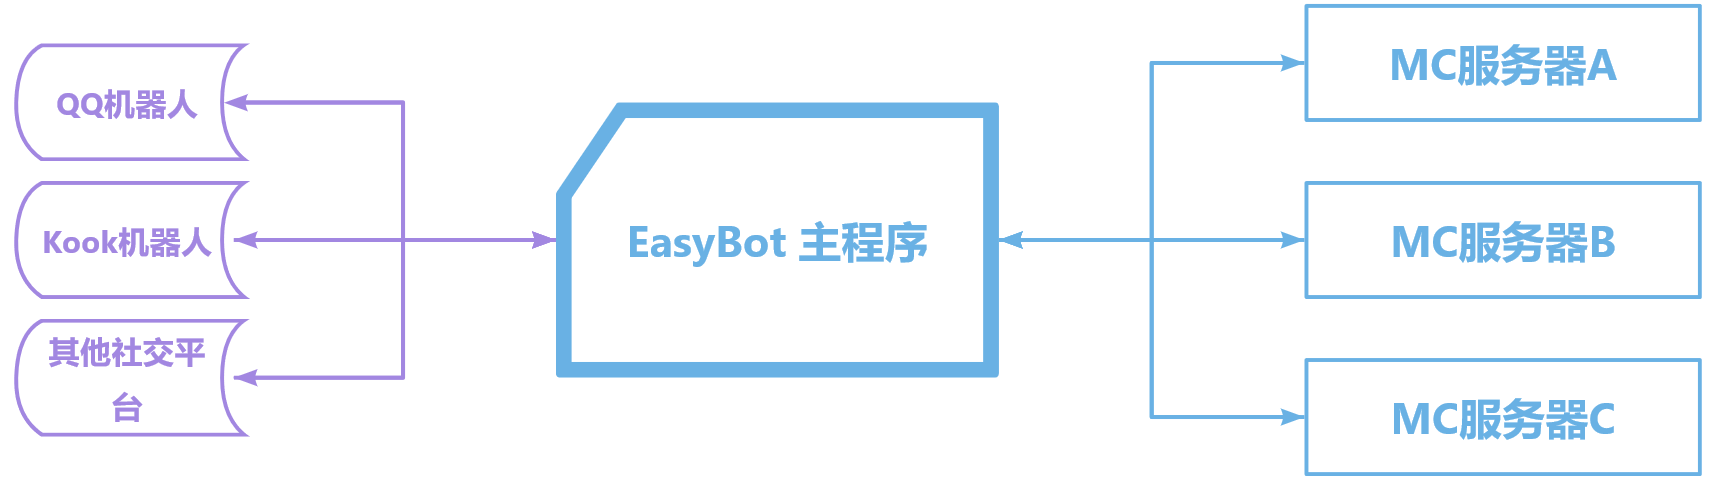 QQ机器人
Kook机器人
其他社交平
台
EasyBot 主程序
MC服务器A
MC服务器B
MC服务器C